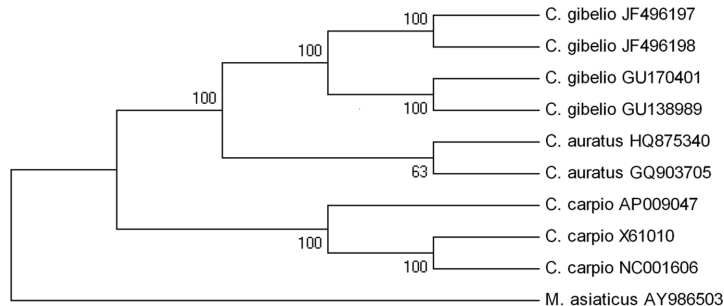 100
C. gibelio JF496197
100
C. gibelio JF496198
100
C. gibelio GU170401
100
C. gibelio GU138989
C. auratus HQ875340
63
C. auratus GQ903705
C. carpio AP009047
100
C. carpio X61010
100
C. carpio NC001606
M. asiaticus AY986503